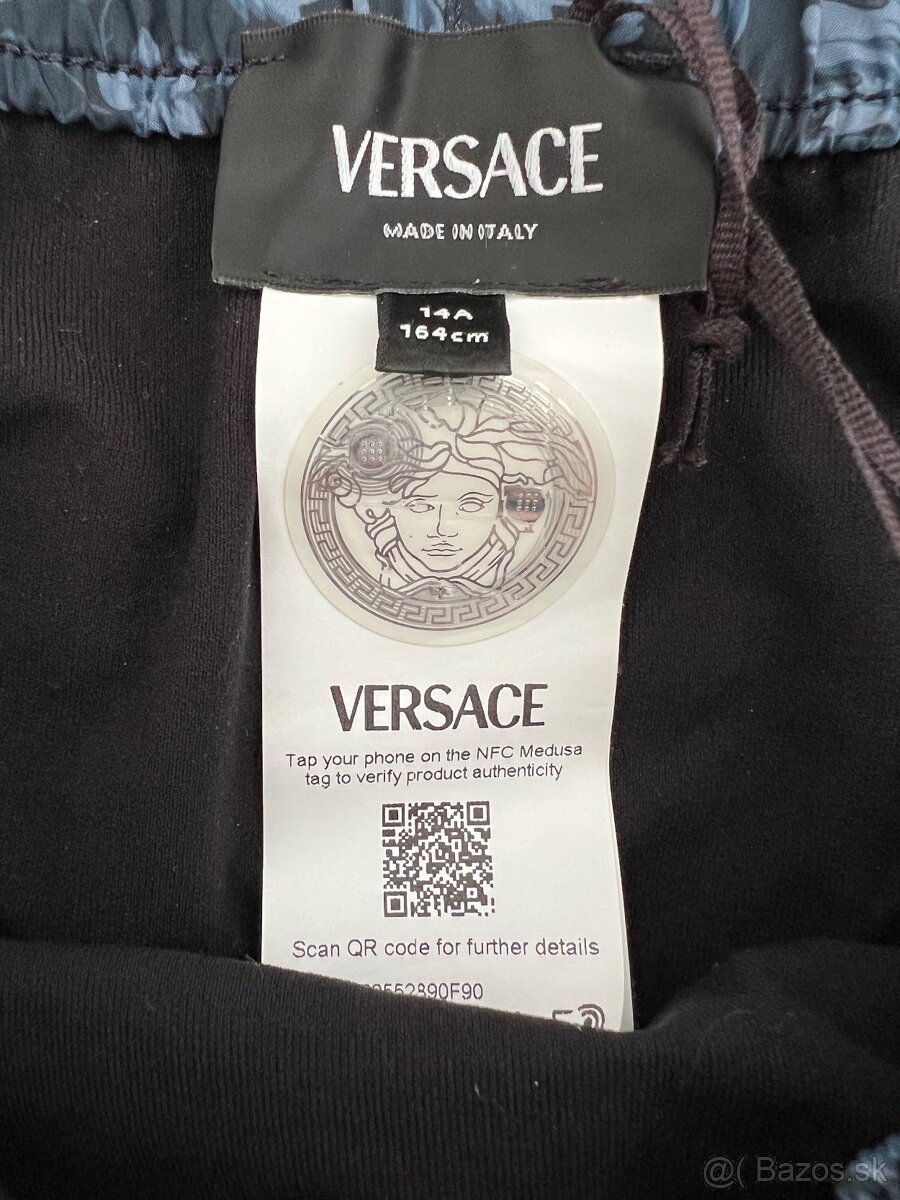 VERSACE
MADE IN ITALY
14A
164cm
VERSACE
Tap your phone on the NFC Medusa
tag to verify product authenticity
Scan QR code for further details
552890F90
@( Bazos.sk